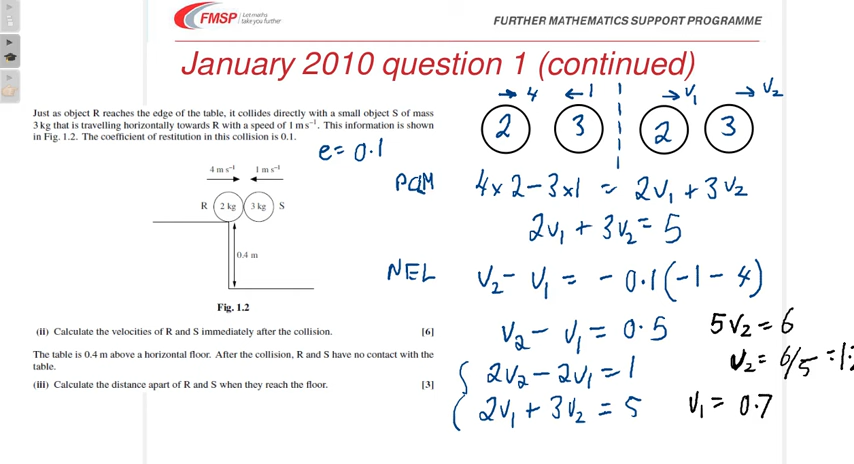 FMSP Let maths take you further
FURTHER MATHEMATICS SUPPORT PROGRAMME
January 2010 question 1 (continued)
Just as object R reaches the edge of the table, it collides directly with a small object S of mass
3 kg that is travelling horizontally towards R with a speed of 1 m s⁻¹. This information is shown
in Fig. 1.2. The coefficient of restitution in this collision is 0.1.
e = 0.1
4 m s⁻¹ 1 m s⁻¹
R 2 kg 3 kg S
0.4 m
Fig. 1.2
(ii) Calculate the velocities of R and S immediately after the collision. [6]
The table is 0.4 m above a horizontal floor. After the collision, R and S have no contact with the
table.
(iii) Calculate the distance apart of R and S when they reach the floor. [3]
→ 4 ← 1 → v₁ → v₂
2 3 2 3
PCLM 4 × 2 − 3 × 1 = 2v₁ + 3v₂
2v₁ + 3v₂ = 5
NEL v₂ − v₁ = − 0.1(−1 − 4)
v₂ − v₁ = 0.5
2v₂ − 2v₁ = 1
2v₁ + 3v₂ = 5
5v₂ = 6
v₂ = 6/5 = 1.
v₁ = 0.7